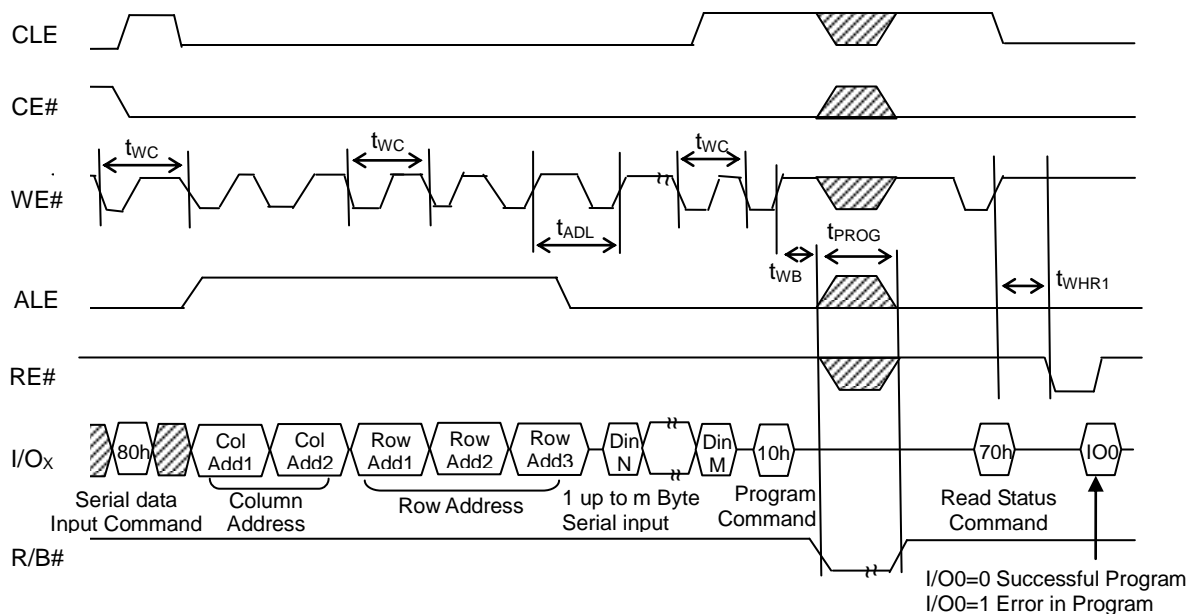 CLE
CE#
tWC
tWC
tWC
WE#
tADL
tPROG
tWB
tWHR1
ALE
RE#
I/OX
80h
Col Add1
Col Add2
Row Add1
Row Add2
Row Add3
Din N
Din M
10h
70h
IO0
Serial data
Input Command
Column
Address
Row Address
1 up to m Byte
Serial input
Program
Command
Read Status
Command
R/B#
I/O0=0 Successful Program
I/O0=1 Error in Program